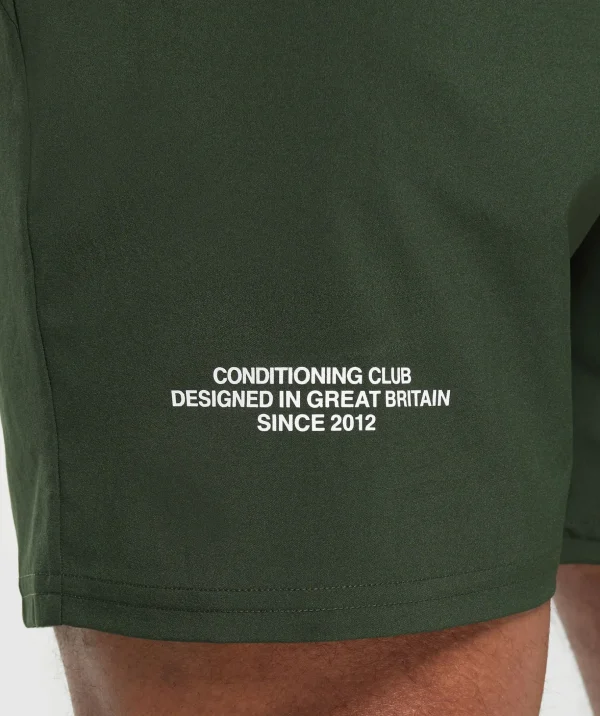 CONDITIONING CLUB
DESIGNED IN GREAT BRITAIN
SINCE 2012